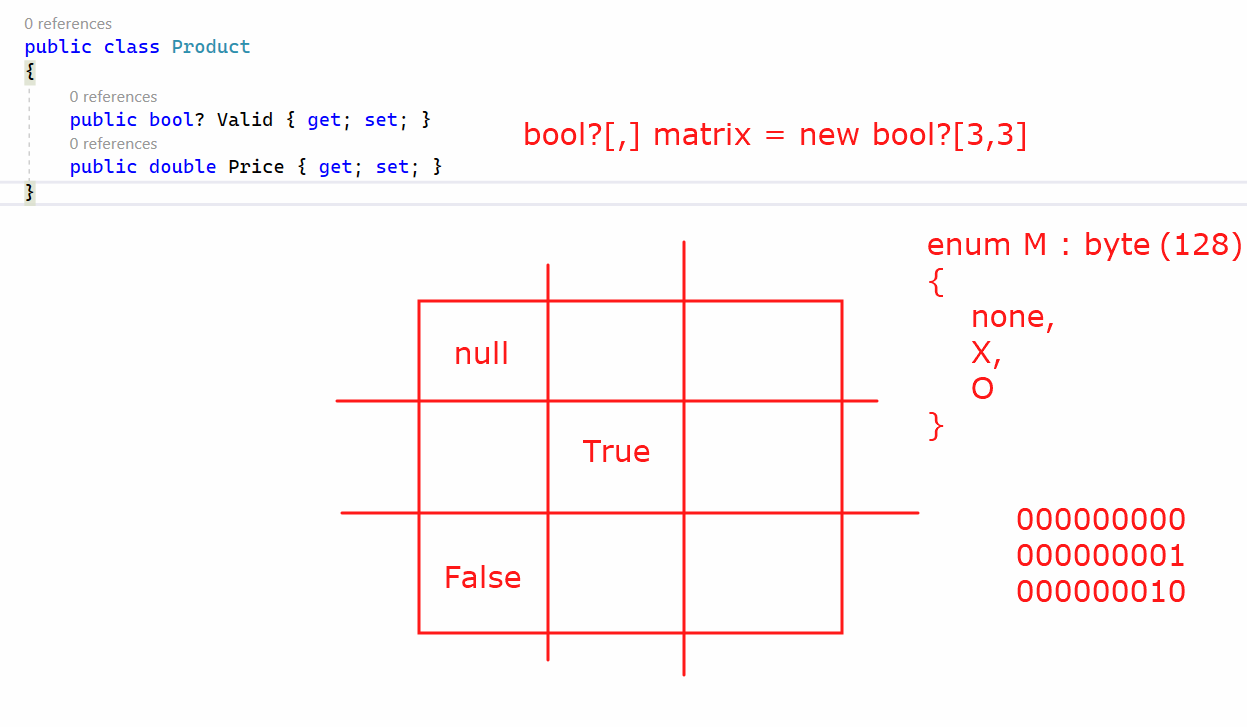 0 references
public class Product
{
0 references
public bool? Valid { get; set; }
0 references
public double Price { get; set; }
}
bool?[,] matrix = new bool?[3,3]
enum M : byte (128)
{
none,
X,
O
}
null
True
False
000000000
000000001
000000010